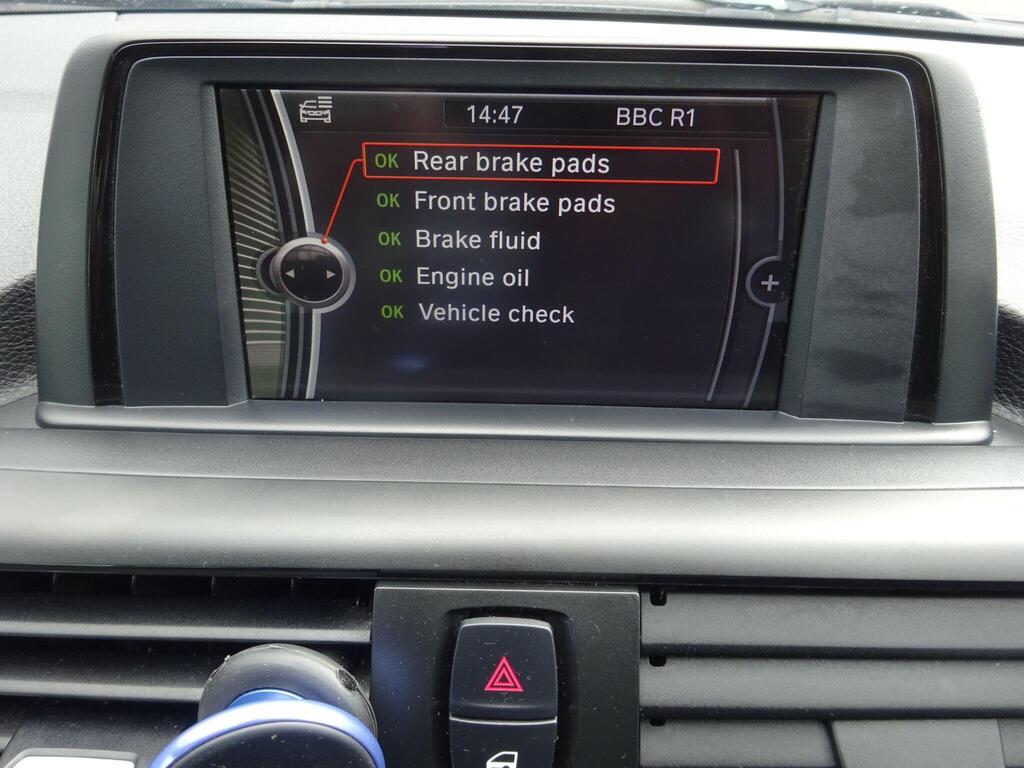 14:47 BBC R1
OK Rear brake pads
OK Front brake pads
OK Brake fluid
OK Engine oil
OK Vehicle check